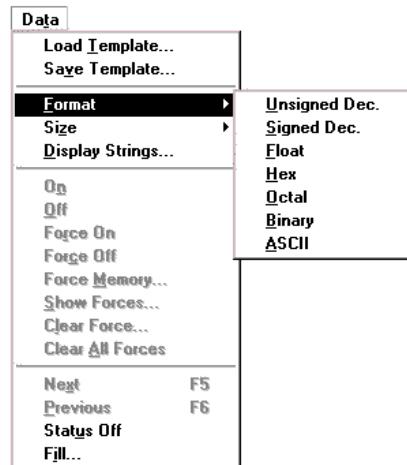 Data
Load Template...
Save Template...
Format
Size
Display Strings...
On
Off
Force On
Force Off
Force Memory...
Show Forces...
Clear Force...
Clear All Forces
Next F5
Previous F6
Status Off
Fill...
Unsigned Dec.
Signed Dec.
Float
Hex
Octal
Binary
ASCII